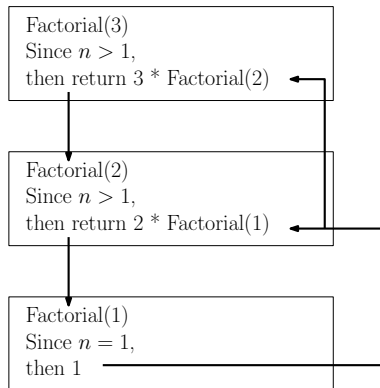 Factorial(3)
Since n > 1,
then return 3 * Factorial(2)
Factorial(2)
Since n > 1,
then return 2 * Factorial(1)
Factorial(1)
Since n = 1,
then 1